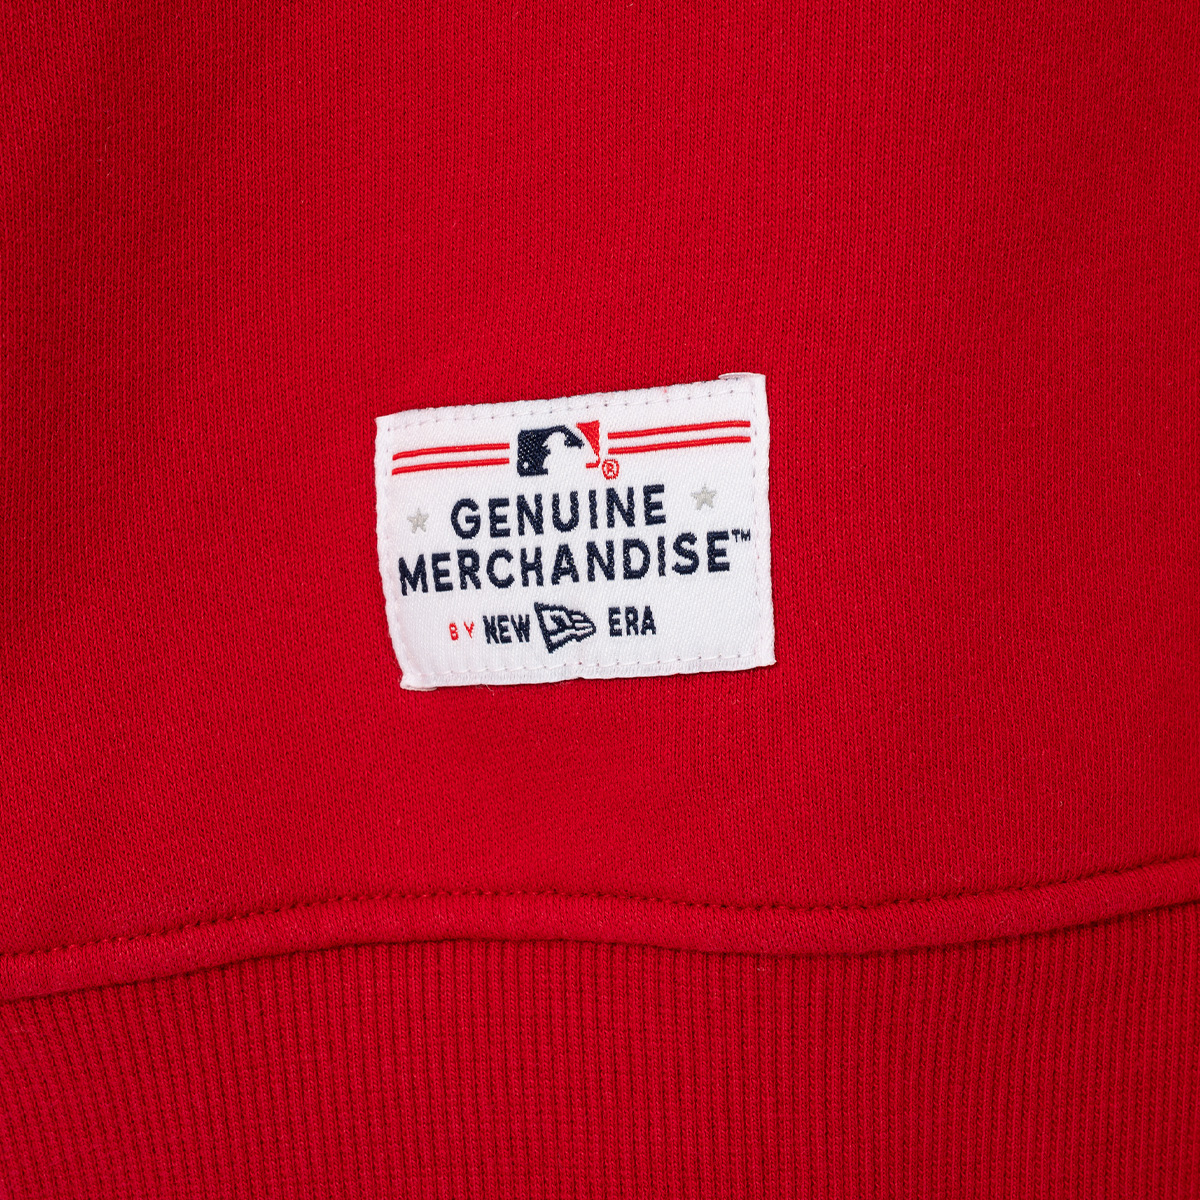 ®
GENUINE
MERCHANDISE™
BY NEW ERA